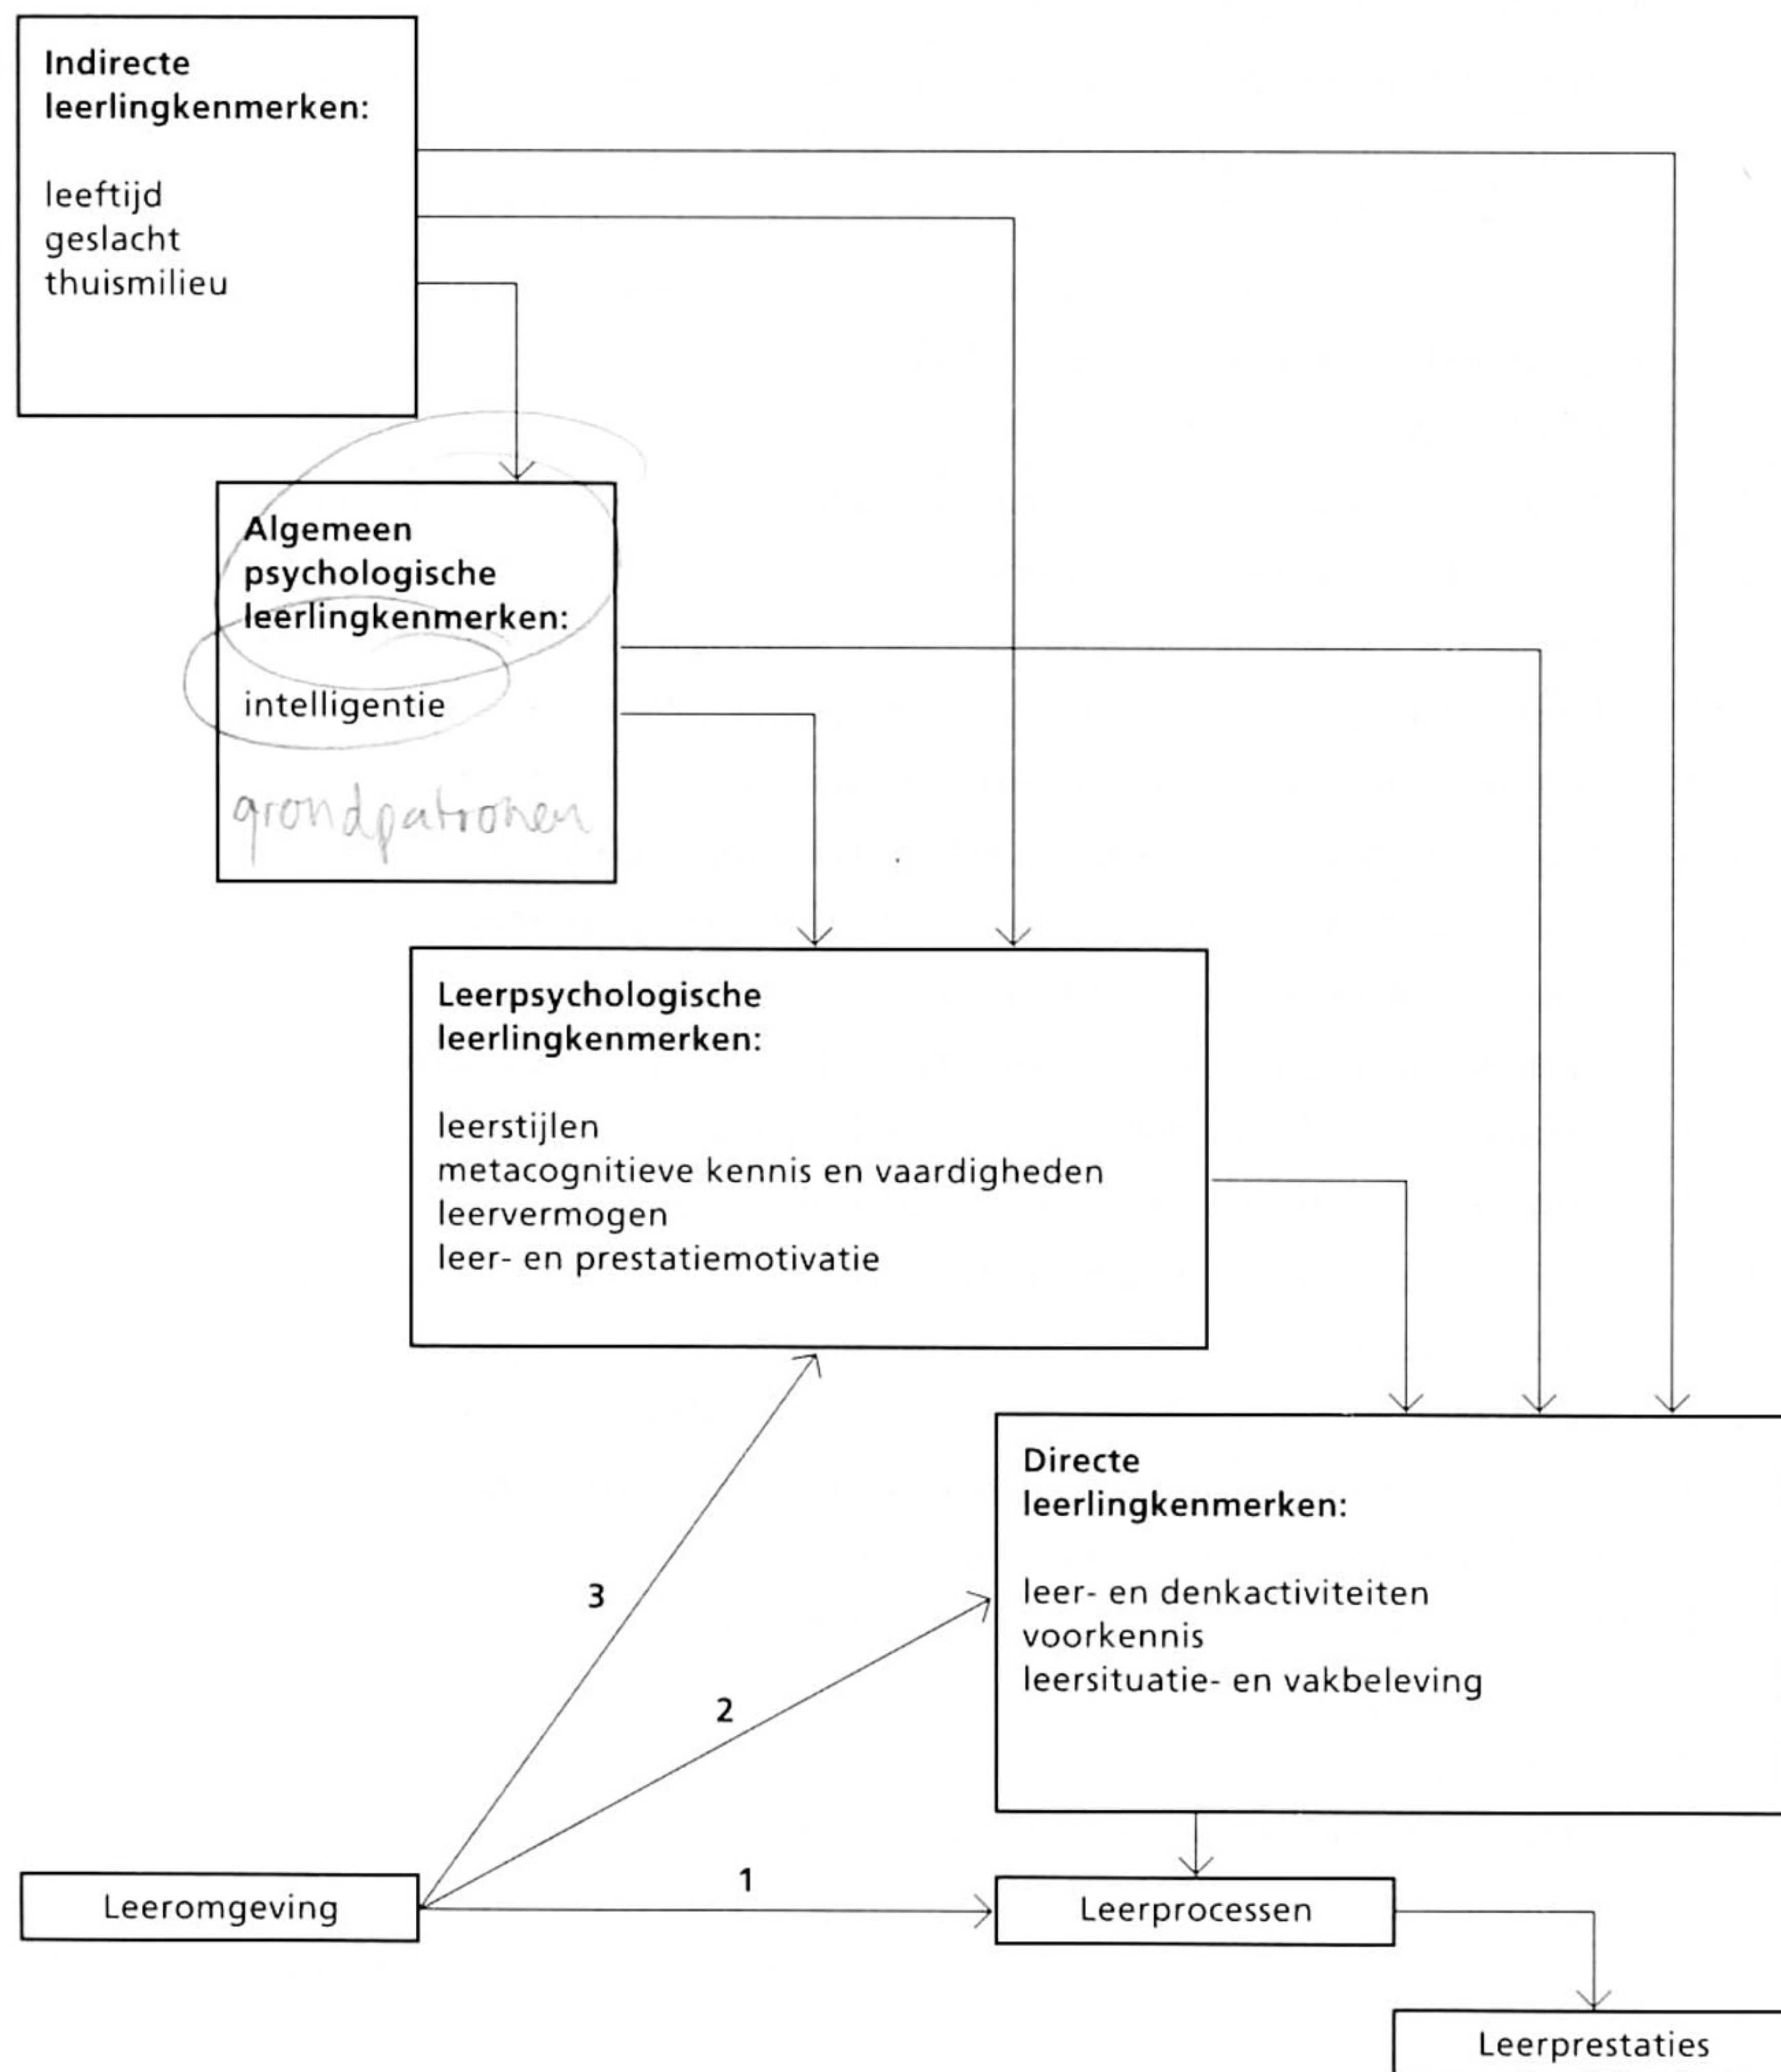 Indirecte
leerlingkenmerken:
leeftijd
geslacht
thuismilieu
Algemeen
psychologische
leerlingkenmerken:
intelligentie
grondpatronen
Leerpsychologische
leerlingkenmerken:
leerstijlen
metacognitieve kennis en vaardigheden
leervermogen
leer- en prestatiemotivatie
Directe
leerlingkenmerken:
leer- en denkactiviteiten
voorkennis
leersituatie- en vakbeleving
3
2
1
Leeromgeving
Leerprocessen
Leerprestaties